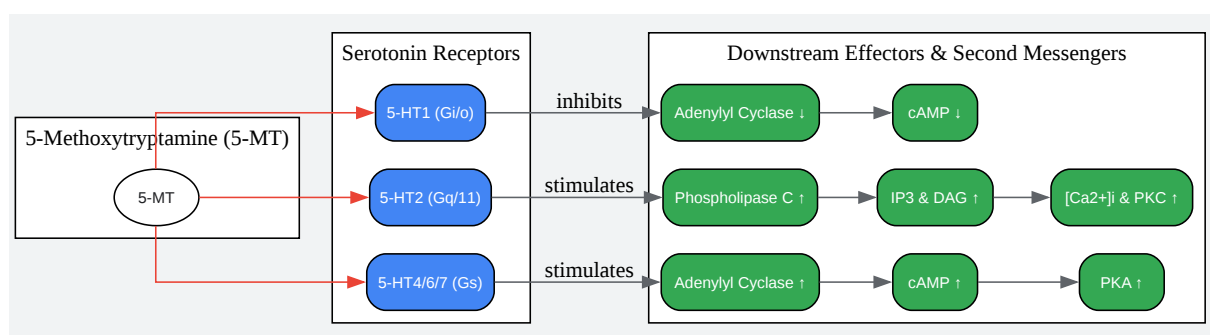 Serotonin Receptors
Downstream Effectors & Second Messengers
5-HT1 (Gi/o)
inhibits
Adenylyl Cyclase ↓
cAMP ↓
5-Methoxytryptamine (5-MT)
5-MT
5-HT2 (Gq/11)
stimulates
Phospholipase C ↑
IP3 & DAG ↑
[Ca2+]i & PKC ↑
5-HT4/6/7 (Gs)
stimulates
Adenylyl Cyclase ↑
cAMP ↑
PKA ↑